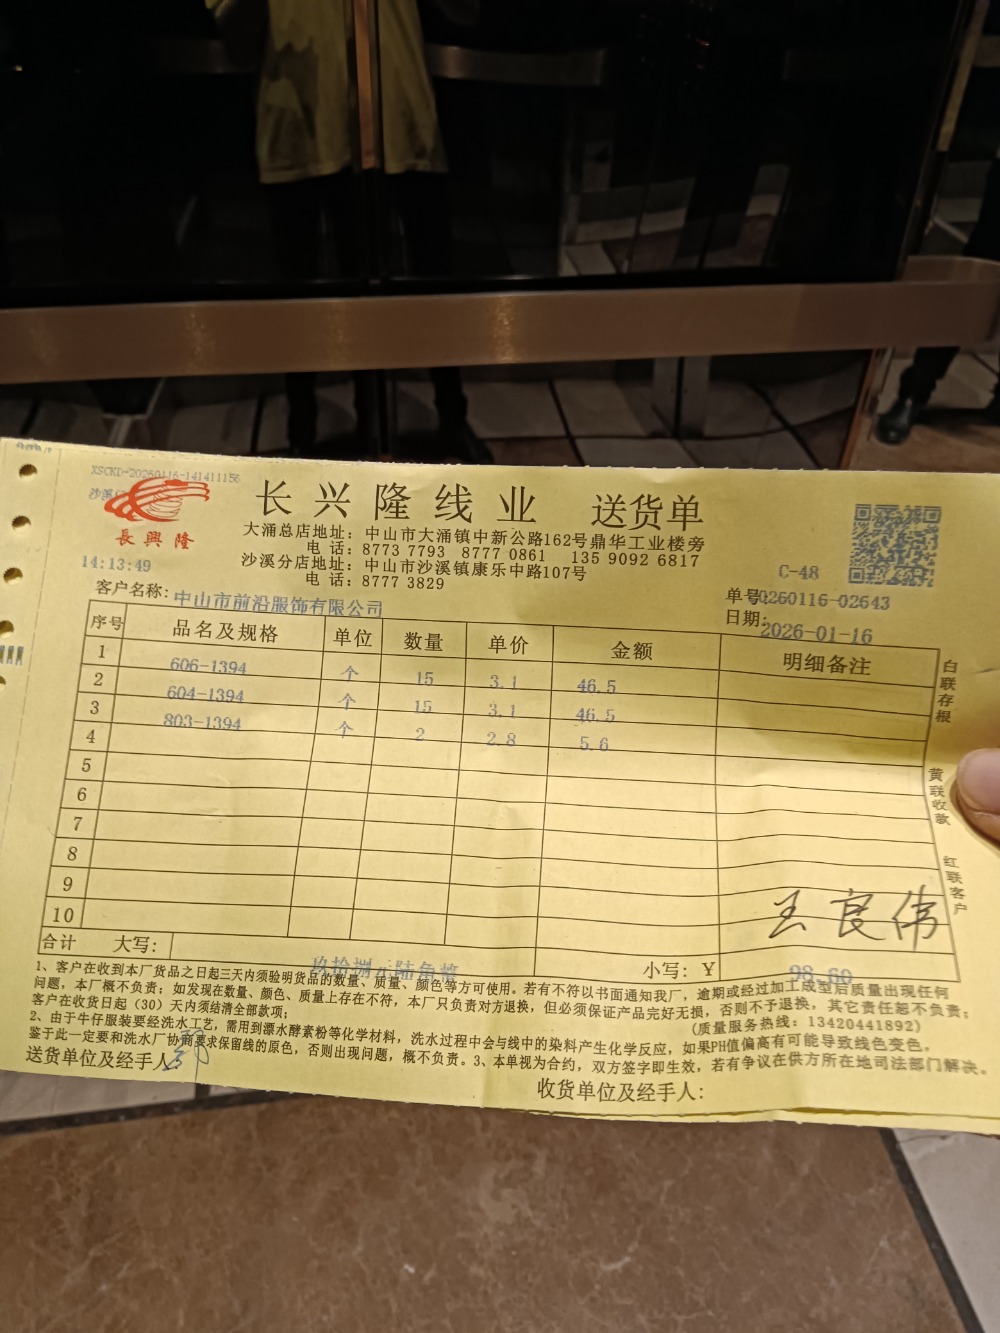 XSCKD-20260116-141411156
沙溪
長興隆
长兴隆线业 送货单
大涌总店地址：中山市大涌镇中新公路162号鼎华工业楼旁
电 话：8773 7793 8777 0861 135 9092 6817
沙溪分店地址：中山市沙溪镇康乐中路107号
电 话：8777 3829
14:13:49
C-48
客户名称：中山市前沿服饰有限公司
单号：20260116-02643
日期：2026-01-16
序号 品名及规格 单位 数量 单价 金额 明细备注
1 606-1394 个 15 3.1 46.5
2 604-1394 个 15 3.1 46.5
3 803-1394 个 2 2.8 5.6
4
5
6
7
8
9
10
王良伟
合计 大写： 玖拾捌元陆角整 小写：￥ 98.60
白联存根
黄联收款
红联客户
1、客户在收到本厂货品之日起三天内须验明货品的数量、质量、颜色等方可使用。若有不符以书面通知我厂，逾期或经过加工成型后质量出现任何
问题，本厂概不负责；如发现在数量、颜色、质量上存在不符，本厂只负责对方退换，但必须保证产品完好无损，否则不予退换，其它责任恕不负责；
客户在收货日起（30）天内须结清全部款项；
(质量服务热线：13420441892)
2、由于牛仔服装要经洗水工艺，需用到漂水酵素粉等化学材料，洗水过程中会与线中的染料产生化学反应，如果PH值偏高有可能导致线色变色，
鉴于此一定要和洗水厂协商要求保留线的原色，否则出现问题，概不负责。3、本单视为合约，双方签字即生效，若有争议在供方所在地司法部门解决。
送货单位及经手人：
收货单位及经手人：